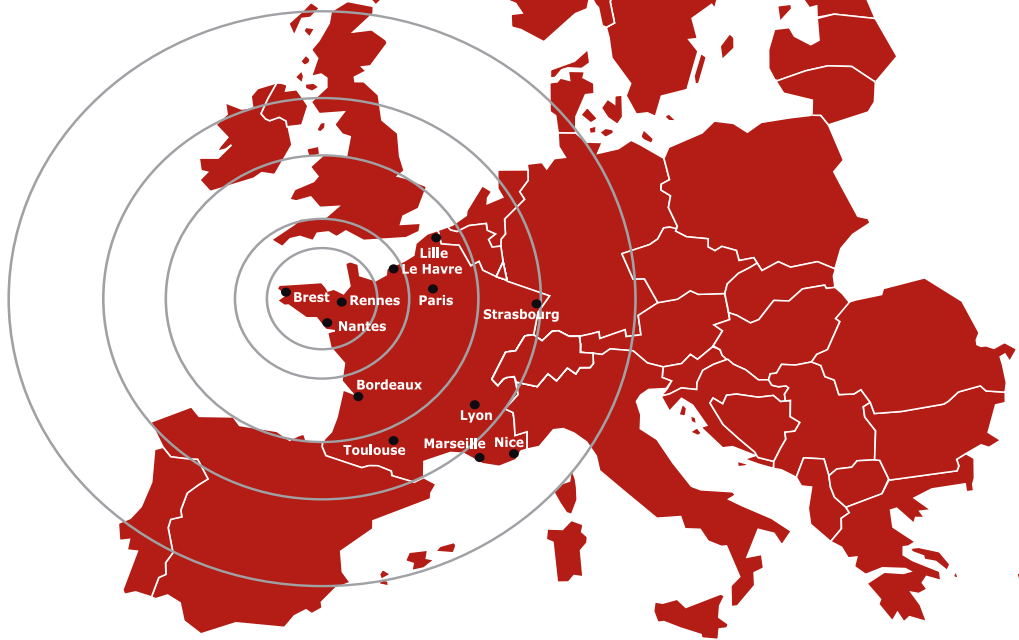 Lille
Le Havre
Brest
Rennes
Paris
Strasbourg
Nantes
Bordeaux
Lyon
Toulouse
Marseille
Nice